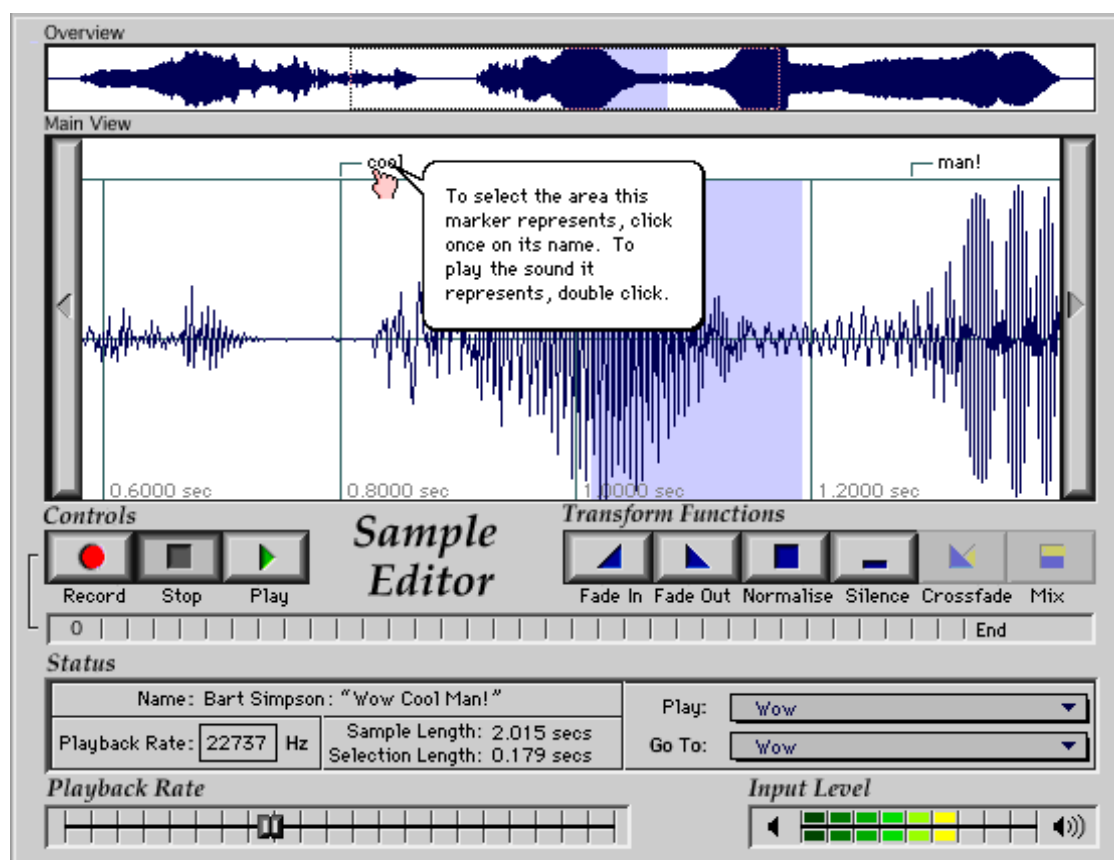 Overview
Main View
cool
man!
To select the area this
marker represents, click
once on its name. To
play the sound it
represents, double click.
0.6000 sec
0.8000 sec
1.0000 sec
1.2000 sec
Controls
Sample
Editor
Transform Functions
Record Stop Play
Fade In Fade Out Normalise Silence Crossfade Mix
0 End
Status
Name: Bart Simpson: "Wow Cool Man!"
Playback Rate: 22737 Hz
Sample Length: 2.015 secs
Selection Length: 0.179 secs
Play: Wow
Go To: Wow
Playback Rate
Input Level